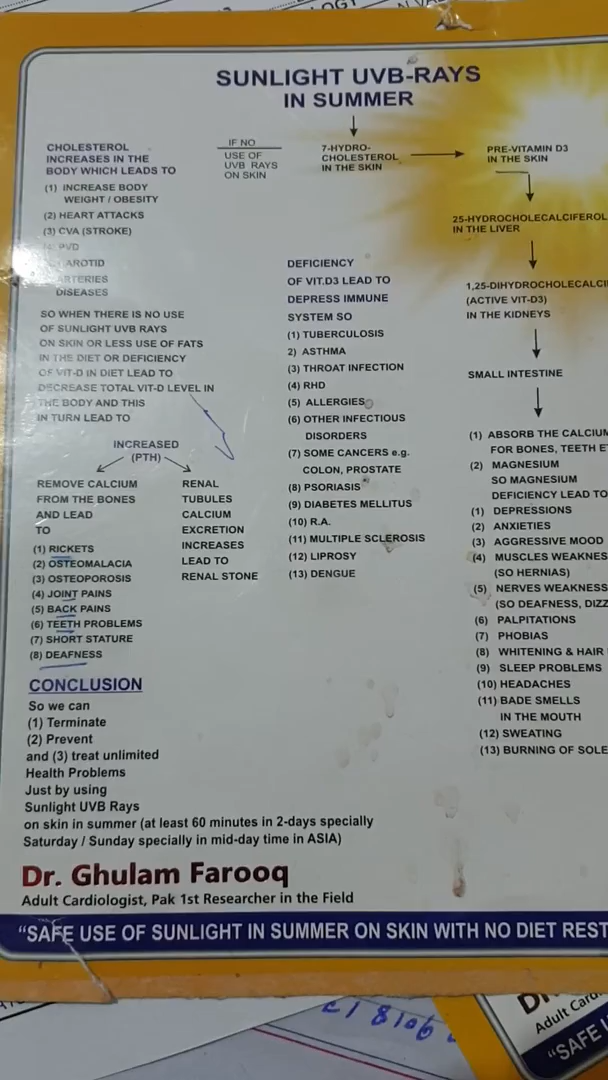 SUNLIGHT UVB-RAYS
IN SUMMER
CHOLESTEROL
INCREASES IN THE
BODY WHICH LEADS TO
(1) INCREASE BODY
WEIGHT / OBESITY
(2) HEART ATTACKS
(3) CVA (STROKE)
PVD
DISEASES
IF NO
USE OF
UVB RAYS
ON SKIN
7-HYDRO-
CHOLESTEROL
IN THE SKIN
PRE-VITAMIN D3
IN THE SKIN
25-HYDROCHOLECALCIFEROL
IN THE LIVER
1,25-DIHYDROCHOLECALCI
(ACTIVE VIT-D3)
IN THE KIDNEYS
SMALL INTESTINE
SO WHEN THERE IS NO USE
OF SUNLIGHT UVB RAYS
ON SKIN OR LESS USE OF FATS
IN THE DIET OR DEFICIENCY
OF VIT-D IN DIET LEAD TO
DECREASE TOTAL VIT-D LEVEL IN
THE BODY AND THIS
IN TURN LEAD TO
INCREASED
(PTH)
REMOVE CALCIUM
FROM THE BONES
AND LEAD
TO
(1) RICKETS
(2) OSTEOMALACIA
(3) OSTEOPOROSIS
(4) JOINT PAINS
(5) BACK PAINS
(6) TEETH PROBLEMS
(7) SHORT STATURE
(8) DEAFNESS
RENAL
TUBULES
CALCIUM
EXCRETION
INCREASES
LEAD TO
RENAL STONE
DEFICIENCY
OF VIT.D3 LEAD TO
DEPRESS IMMUNE
SYSTEM SO
(1) TUBERCULOSIS
2) ASTHMA
(3) THROAT INFECTION
(4) RHD
(5) ALLERGIES
(6) OTHER INFECTIOUS
DISORDERS
(7) SOME CANCERS e.g.
COLON, PROSTATE
(8) PSORIASIS
(9) DIABETES MELLITUS
(10) R.A.
(11) MULTIPLE SCLEROSIS
(12) LIPROSY
(13) DENGUE
(1) ABSORB THE CALCIUM
FOR BONES, TEETH E
(2) MAGNESIUM
SO MAGNESIUM
DEFICIENCY LEAD TO
(1) DEPRESSIONS
(2) ANXIETIES
(3) AGGRESSIVE MOOD
(4) MUSCLES WEAKNES
(SO HERNIAS)
(5) NERVES WEAKNESS
(SO DEAFNESS, DIZZ
(6) PALPITATIONS
(7) PHOBIAS
(8) WHITENING & HAIR
(9) SLEEP PROBLEMS
(10) HEADACHES
(11) BADE SMELLS
IN THE MOUTH
(12) SWEATING
(13) BURNING OF SOLE
CONCLUSION
So we can
(1) Terminate
(2) Prevent
and (3) treat unlimited
Health Problems
Just by using
Sunlight UVB Rays
on skin in summer (at least 60 minutes in 2-days specially
Saturday / Sunday specially in mid-day time in ASIA)
Dr. Ghulam Farooq
Adult Cardiologist, Pak 1st Researcher in the Field
"SAFE USE OF SUNLIGHT IN SUMMER ON SKIN WITH NO DIET REST
Adult Card
"SAFE U